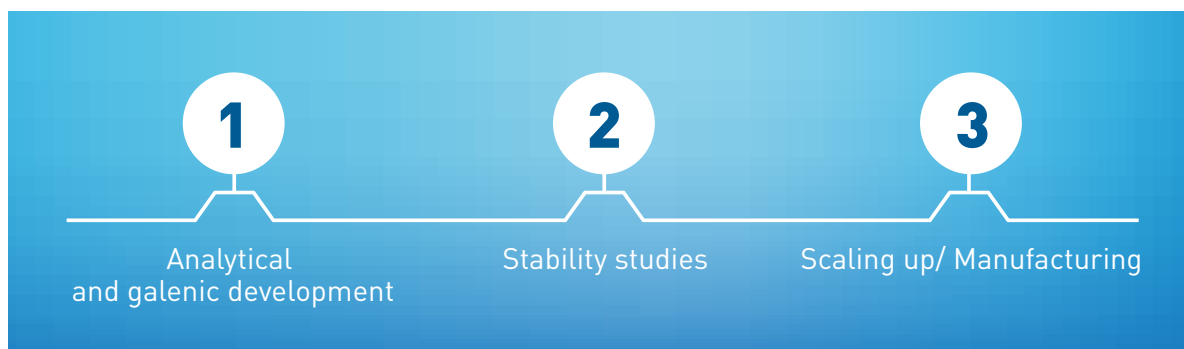 1
2
3
Analytical
and galenic development
Stability studies
Scaling up/ Manufacturing